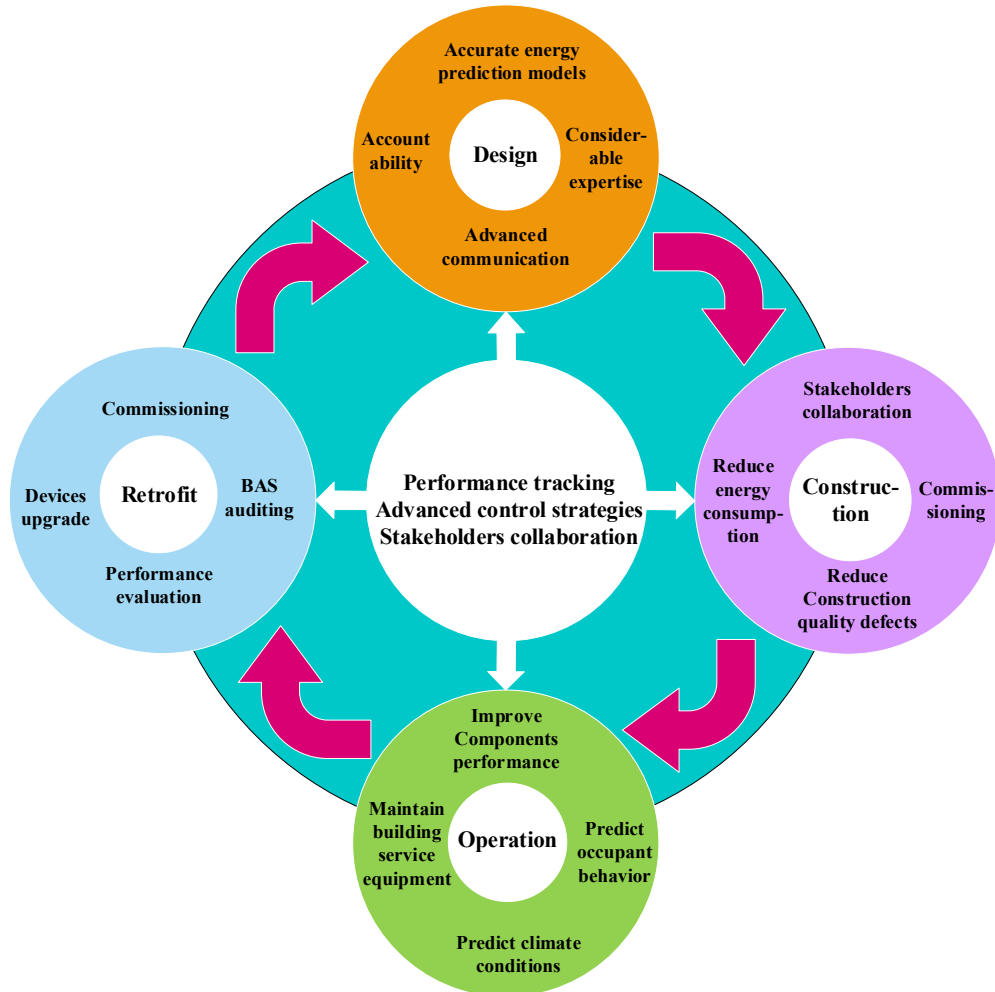 Accurate energy
prediction models
Account
ability
Design
Consider-
able
expertise
Advanced
communication
Commissioning
Devices
upgrade
Retrofit
BAS
auditing
Performance
evaluation
Performance tracking
Advanced control strategies
Stakeholders collaboration
Stakeholders
collaboration
Reduce
energy
consump-
tion
Construc-
tion
Commis-
sioning
Reduce
Construction
quality defects
Improve
Components
performance
Maintain
building
service
equipment
Operation
Predict
occupant
behavior
Predict climate
conditions